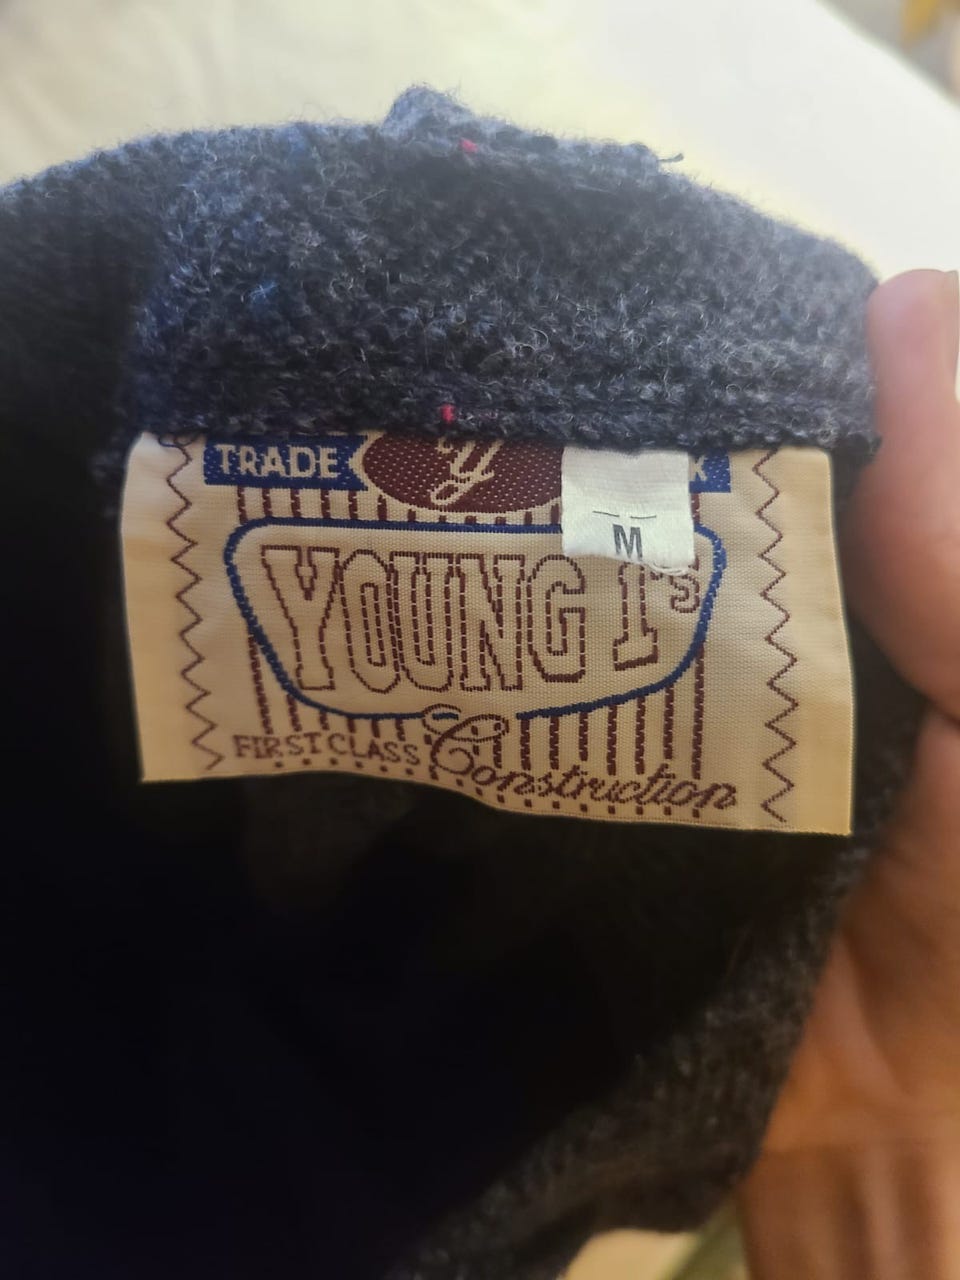 TRADE y K
M
YOUNG I's
FIRST CLASS Construction